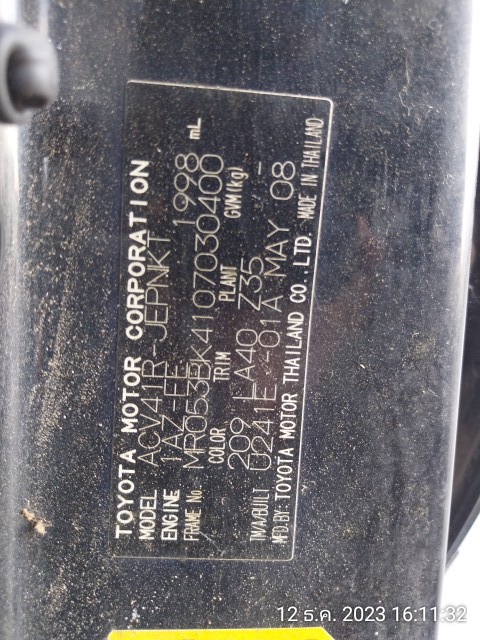 TOYOTA MOTOR CORPORATION
MODEL ACV41R-JEPNKT
ENGINE 1AZ-FE 1998 mL
FRAME No. MR053BK4107030400
COLOR TRIM PLANT GVM(kg)
209 LA40 Z35 -
TM/A/BUILT U241E -01A MAY 08
MFD.BY: TOYOTA MOTOR THAILAND CO.,LTD. MADE IN THAILAND
12 ธ.ค. 2023 16:11:32